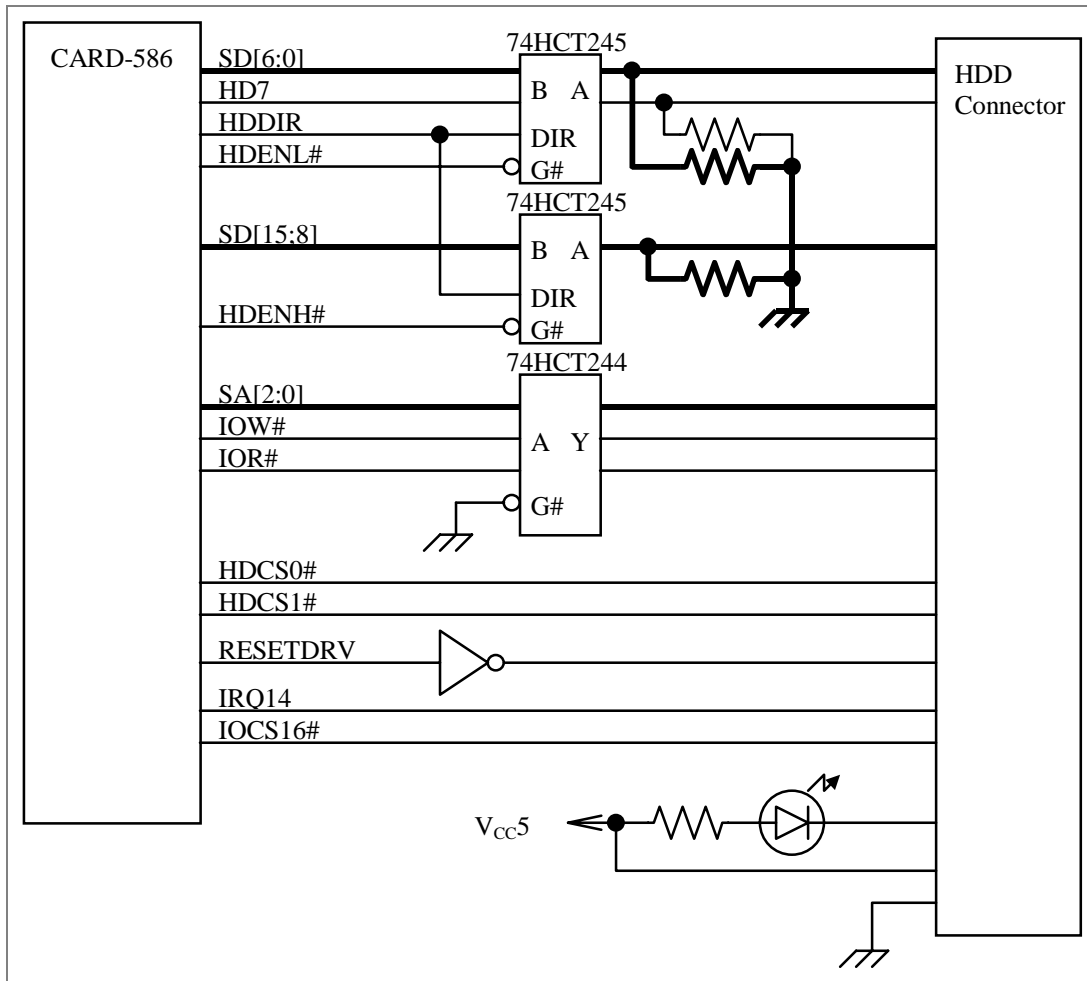 CARD-586
SD[6:0]
HD7
HDDIR
HDENL#
74HCT245
B A
DIR
G#
HDD
Connector
SD[15;8]
HDENH#
74HCT245
B A
DIR
G#
SA[2:0]
IOW#
IOR#
74HCT244
A Y
G#
HDCS0#
HDCS1#
RESETDRV
IRQ14
IOCS16#
VCC5